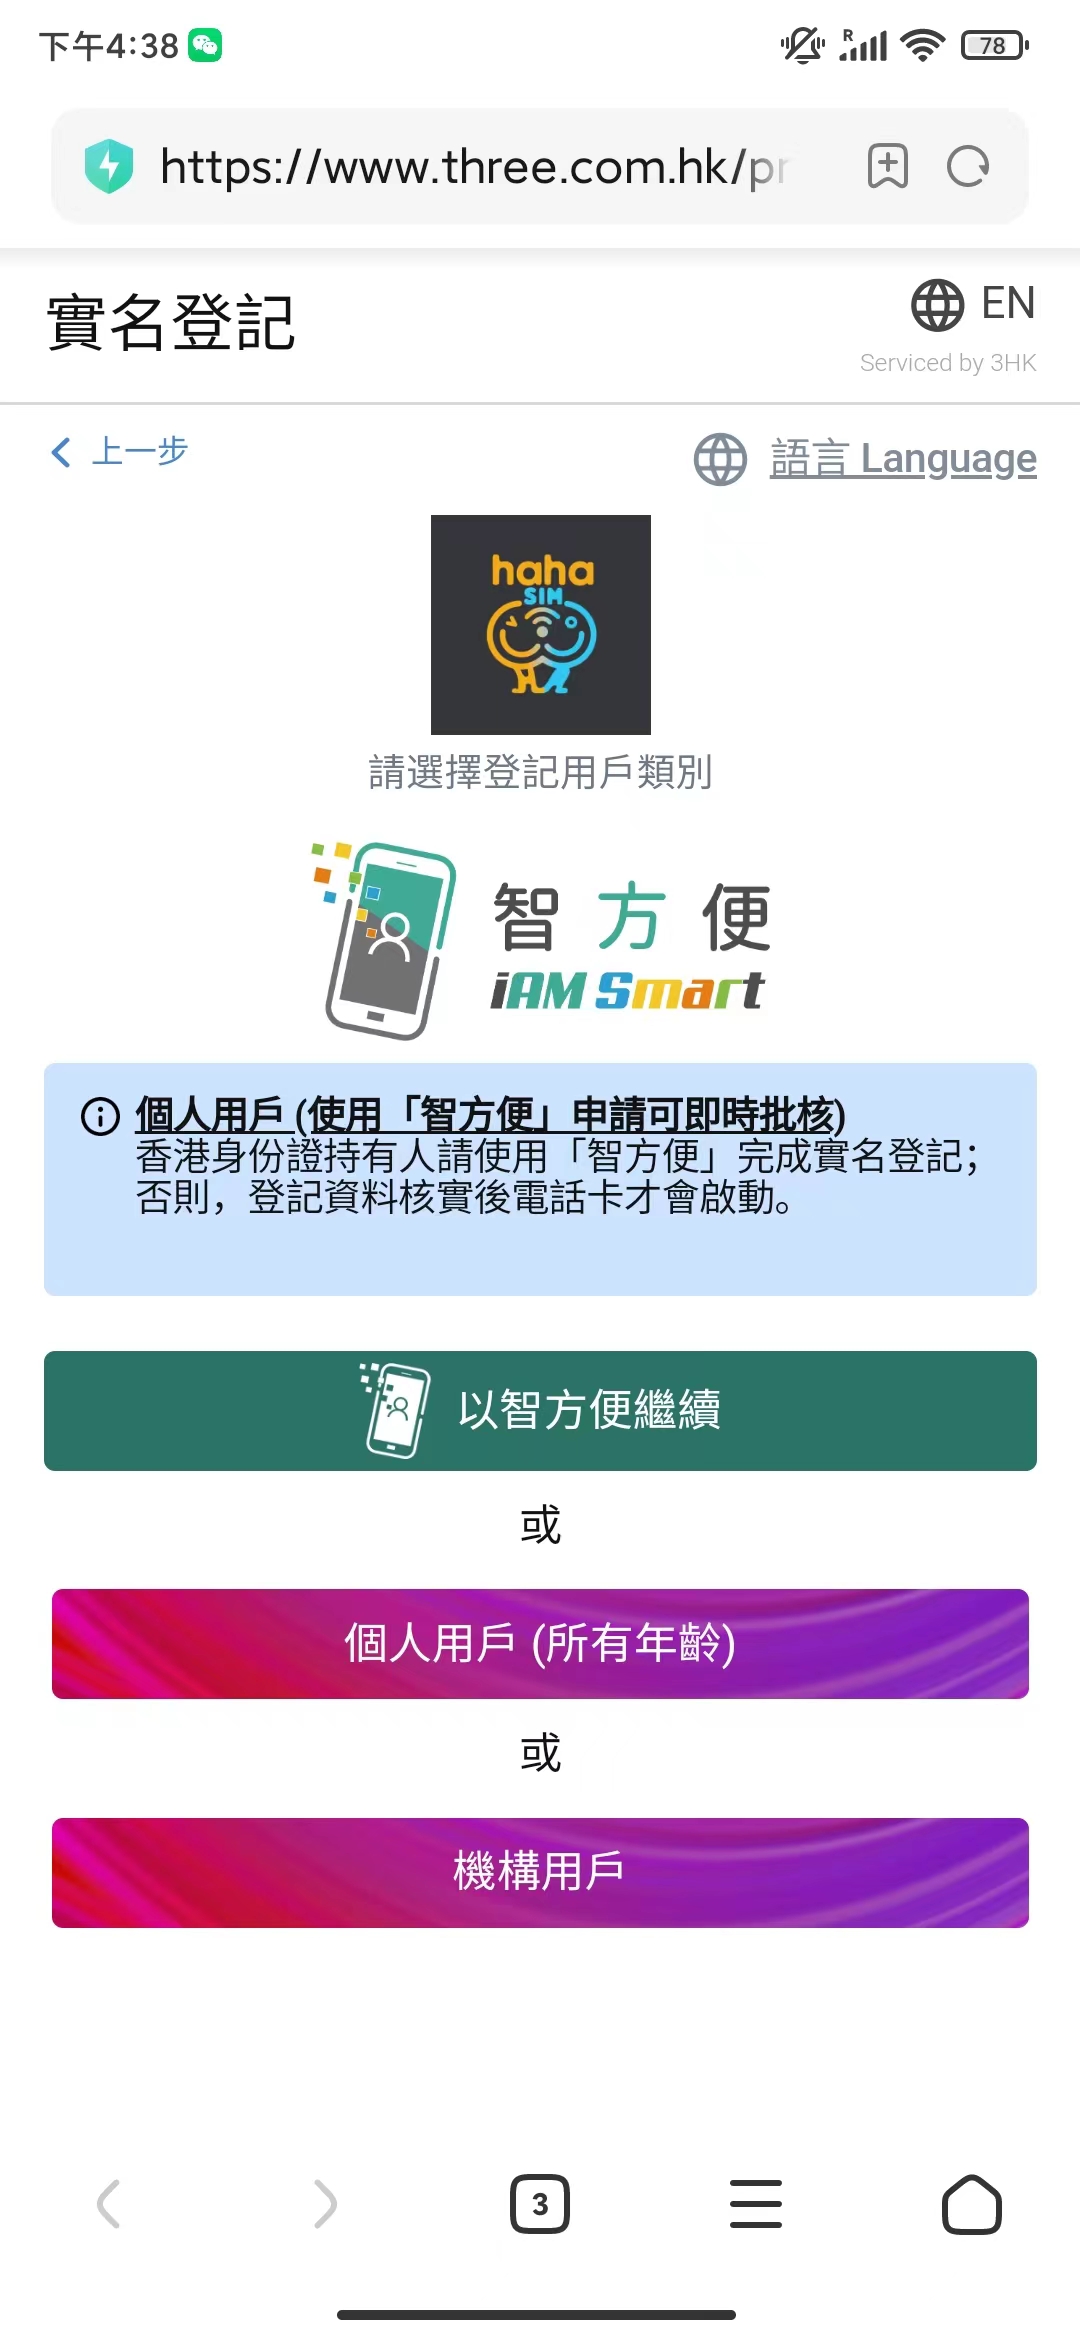 下午4:38
R
78
https://www.three.com.hk/pr
實名登記
EN
Serviced by 3HK
上一步
語言 Language
haha
SIM
請選擇登記用戶類別
智方便
iAM Smart
個人用戶 (使用「智方便」申請可即時批核)
香港身份證持有人請使用「智方便」完成實名登記；
否則，登記資料核實後電話卡才會啟動。
以智方便繼續
或
個人用戶 (所有年齡)
或
機構用戶
3